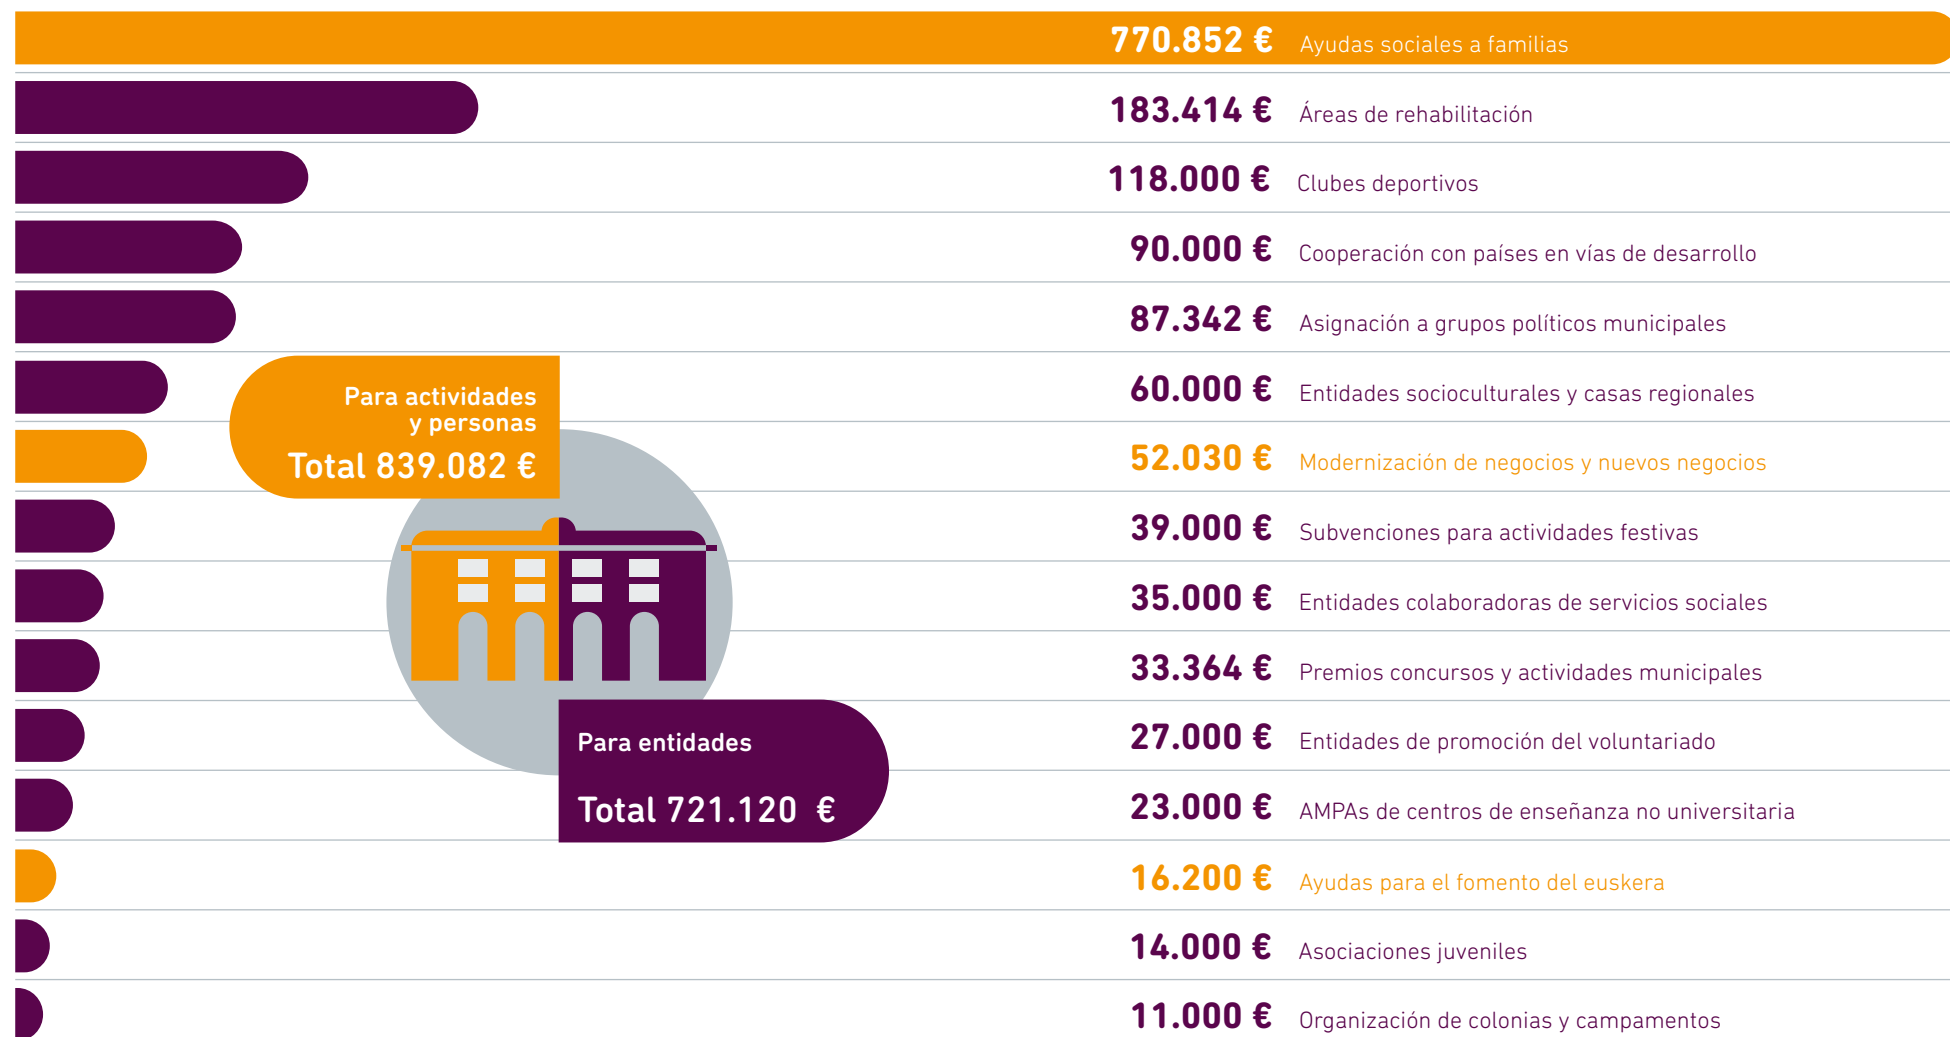 770.852 € Ayudas sociales a familias
183.414 € Áreas de rehabilitación
118.000 € Clubes deportivos
90.000 € Cooperación con países en vías de desarrollo
87.342 € Asignación a grupos políticos municipales
60.000 € Entidades socioculturales y casas regionales
52.030 € Modernización de negocios y nuevos negocios
39.000 € Subvenciones para actividades festivas
35.000 € Entidades colaboradoras de servicios sociales
33.364 € Premios concursos y actividades municipales
27.000 € Entidades de promoción del voluntariado
23.000 € AMPAs de centros de enseñanza no universitaria
16.200 € Ayudas para el fomento del euskera
14.000 € Asociaciones juveniles
11.000 € Organización de colonias y campamentos
Para actividades
y personas
Total 839.082 €
Para entidades
Total 721.120 €